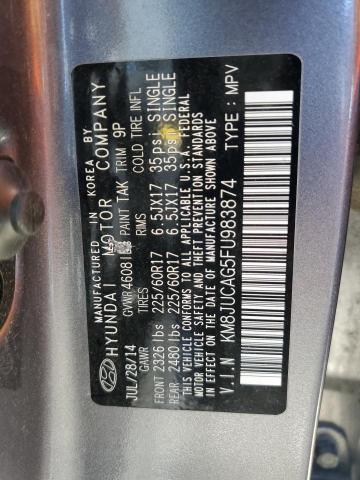 MANUFACTURED IN KOREA BY
HYUNDAI MOTOR COMPANY
JUL/28/14 GVWR 4608 PAINT TAK TRIM 9P
GAWR TIRES RIMS COLD TIRE INFL
FRONT 2326 lbs 225/60R17 6.5JX17 35psi SINGLE
REAR 2480 lbs 225/60R17 6.5JX17 35psi SINGLE
THIS VEHICLE CONFORMS TO ALL APPLICABLE U.S. FEDERAL
MOTOR VEHICLE SAFETY AND THEFT PREVENTION STANDARDS
IN EFFECT ON THE DATE OF MANUFACTURE SHOWN ABOVE
V.I.N KM8JUCAG5FU983874 TYPE : MPV